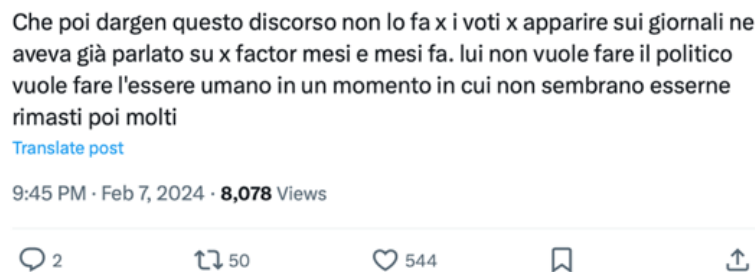 Che poi dargen questo discorso non lo fa x i voti x apparire sui giornali ne
aveva già parlato su x factor mesi e mesi fa. lui non vuole fare il politico
vuole fare l'essere umano in un momento in cui non sembrano esserne
rimasti poi molti
Translate post
9:45 PM · Feb 7, 2024 · 8,078 Views
2 50 544